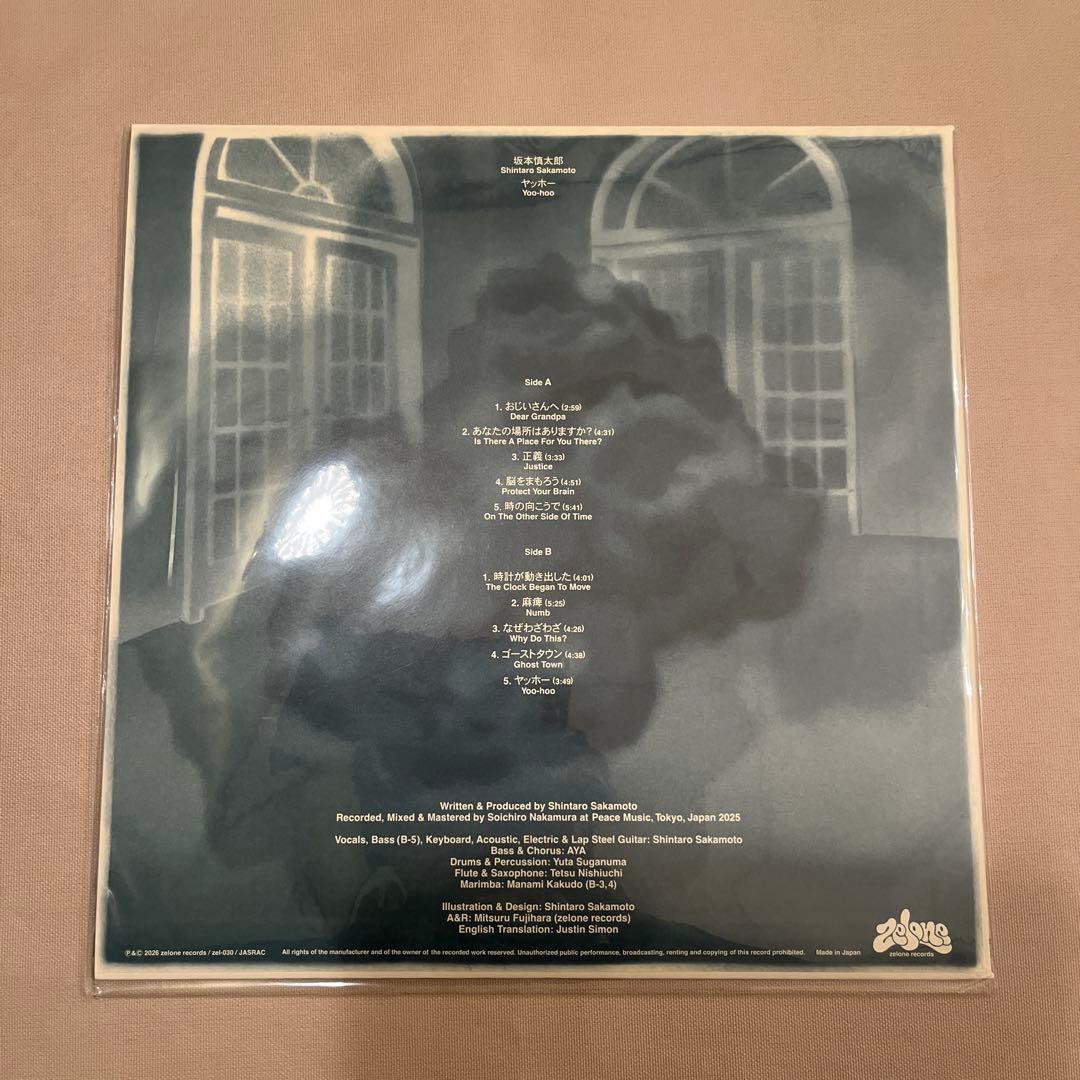 坂本慎太郎
Shintaro Sakamoto
ヤッホー
Yoo-hoo
Side A
1. おじいさんへ (2:59)
Dear Grandpa
2. あなたの場所はありますか? (4:31)
Is There A Place For You There?
3. 正義 (3:33)
Justice
4. 脳をまもろう (4:51)
Protect Your Brain
5. 時の向こうで (5:41)
On The Other Side Of Time
Side B
1. 時計が動き出した (4:01)
The Clock Began To Move
2. 麻痺 (5:25)
Numb
3. なぜわざわざ (4:26)
Why Do This?
4. ゴーストタウン (4:38)
Ghost Town
5. ヤッホー (3:49)
Yoo-hoo
Written & Produced by Shintaro Sakamoto
Recorded, Mixed & Mastered by Soichiro Nakamura at Peace Music, Tokyo, Japan 2025
Vocals, Bass (B-5), Keyboard, Acoustic, Electric & Lap Steel Guitar: Shintaro Sakamoto
Bass & Chorus: AYA
Drums & Percussion: Yuta Suganuma
Flute & Saxophone: Tetsu Nishiuchi
Marimba: Manami Kakudo (B-3,4)
Illustration & Design: Shintaro Sakamoto
A&R: Mitsuru Fujihara (zelone records)
English Translation: Justin Simon
zelone
zelone records
℗&© 2026 zelone records / zel-030 / JASRAC All rights of the manufacturer and of the owner of the recorded work reserved. Unauthorized public performance, broadcasting, renting and copying of this record prohibited. Made in Japan